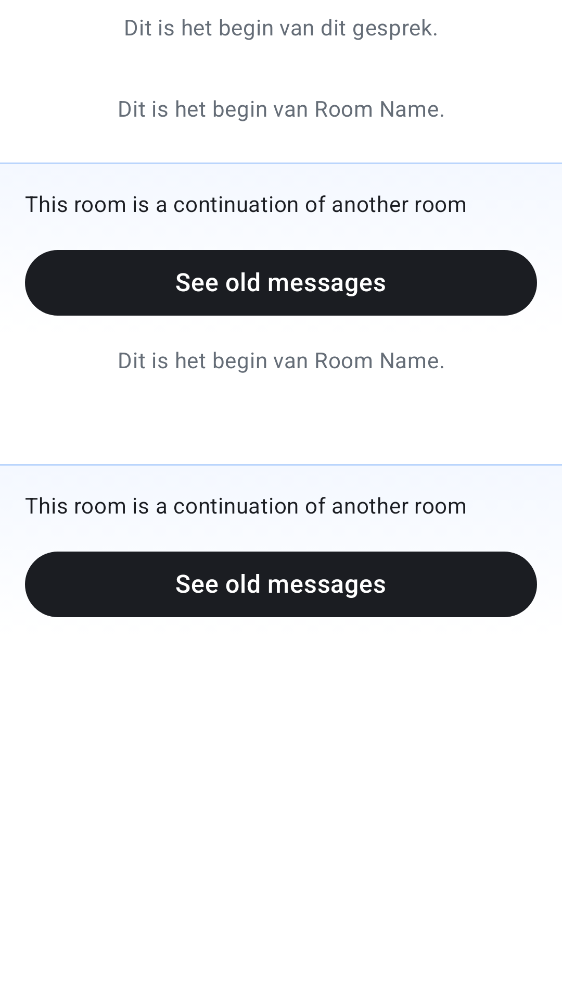 Dit is het begin van dit gesprek.
Dit is het begin van Room Name.
This room is a continuation of another room
See old messages
Dit is het begin van Room Name.
This room is a continuation of another room
See old messages